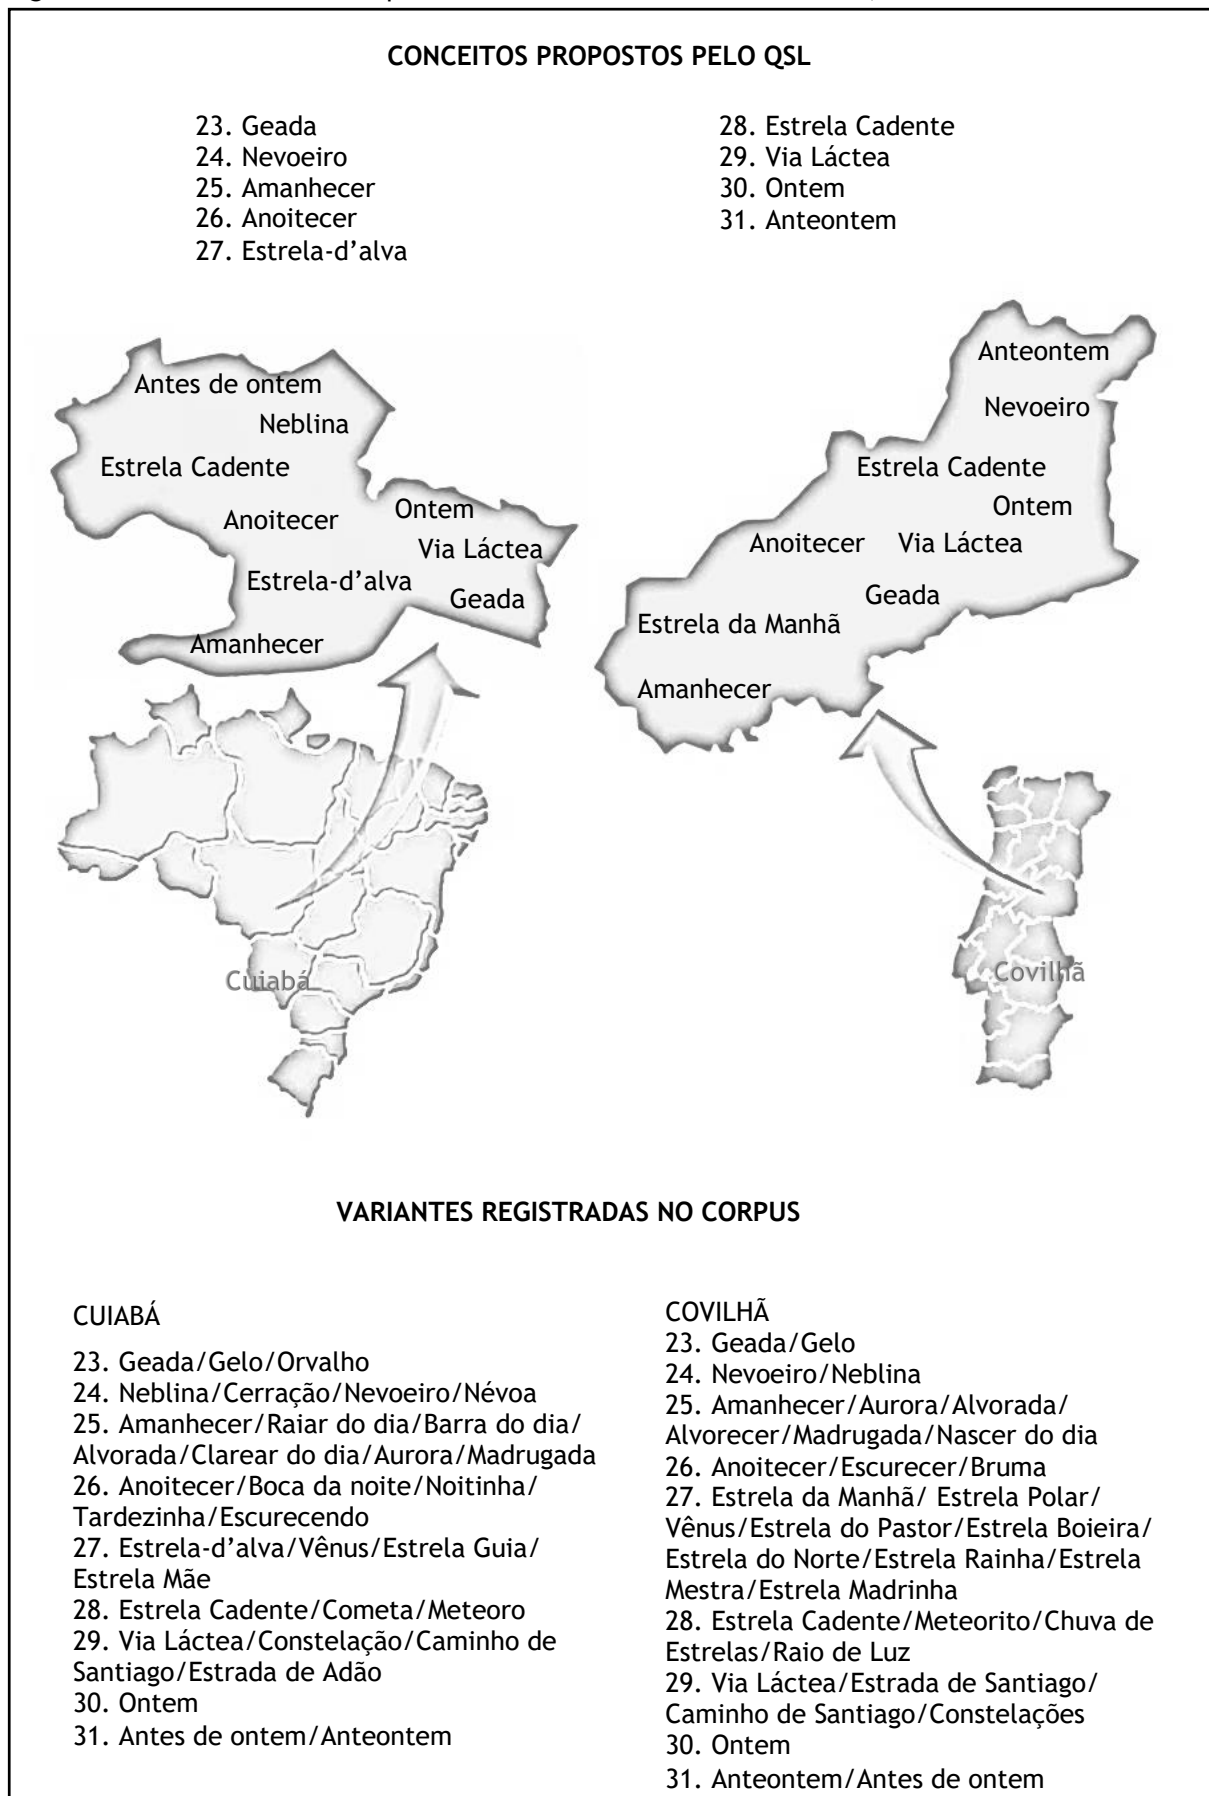 CONCEITOS PROPOSTOS PELO QSL
23. Geada
24. Nevoeiro
25. Amanhecer
26. Anoitecer
27. Estrela-d’alva
28. Estrela Cadente
29. Via Láctea
30. Ontem
31. Anteontem
Antes de ontem
Neblina
Estrela Cadente
Anoitecer
Ontem
Via Láctea
Estrela-d’alva
Geada
Amanhecer
Anteontem
Nevoeiro
Estrela Cadente
Ontem
Anoitecer
Via Láctea
Geada
Estrela da Manhã
Amanhecer
Cuiabá
Covilhã
VARIANTES REGISTRADAS NO CORPUS
CUIABÁ
23. Geada/Gelo/Orvalho
24. Neblina/Cerração/Nevoeiro/Névoa
25. Amanhecer/Raiar do dia/Barra do dia/
Alvorada/Clarear do dia/Aurora/Madrugada
26. Anoitecer/Boca da noite/Noitinha/
Tardezinha/Escurecendo
27. Estrela-d’alva/Vênus/Estrela Guia/
Estrela Mãe
28. Estrela Cadente/Cometa/Meteoro
29. Via Láctea/Constelação/Caminho de
Santiago/Estrada de Adão
30. Ontem
31. Antes de ontem/Anteontem
COVILHÃ
23. Geada/Gelo
24. Nevoeiro/Neblina
25. Amanhecer/Aurora/Alvorada/
Alvorecer/Madrugada/Nascer do dia
26. Anoitecer/Escurecer/Bruma
27. Estrela da Manhã/ Estrela Polar/
Vênus/Estrela do Pastor/Estrela Boieira/
Estrela do Norte/Estrela Rainha/Estrela
Mestra/Estrela Madrinha
28. Estrela Cadente/Meteorito/Chuva de
Estrelas/Raio de Luz
29. Via Láctea/Estrada de Santiago/
Caminho de Santiago/Constelações
30. Ontem
31. Anteontem/Antes de ontem